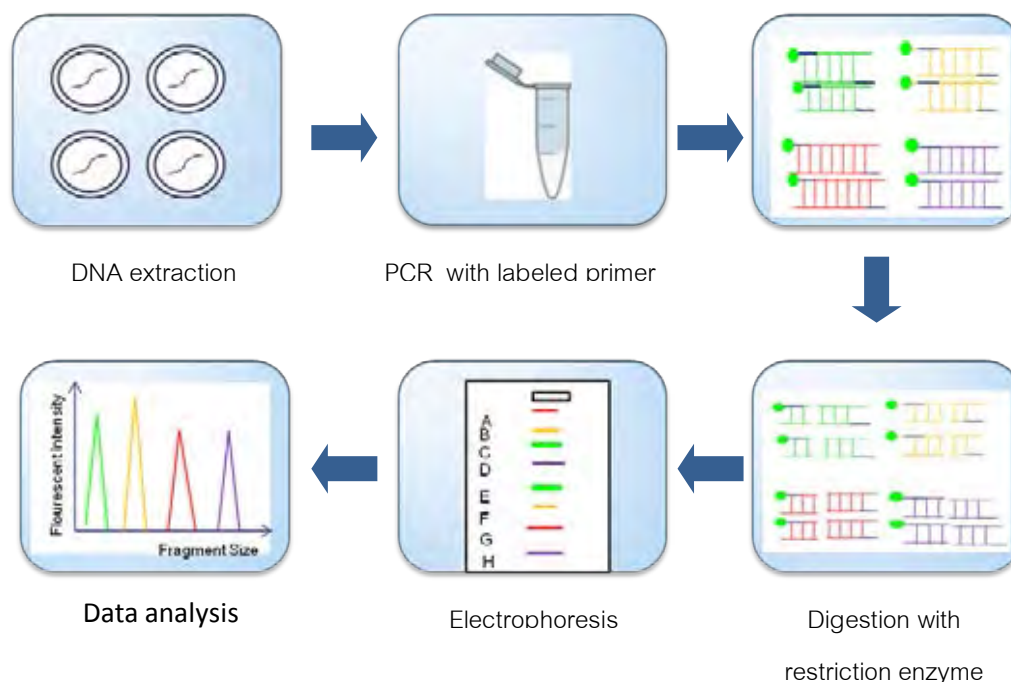 DNA extraction
PCR with labeled primer
Flourescent intensity
Fragment Size
Data analysis
A
B
C
D
E
F
G
H
Electrophoresis
Digestion with
restriction enzyme